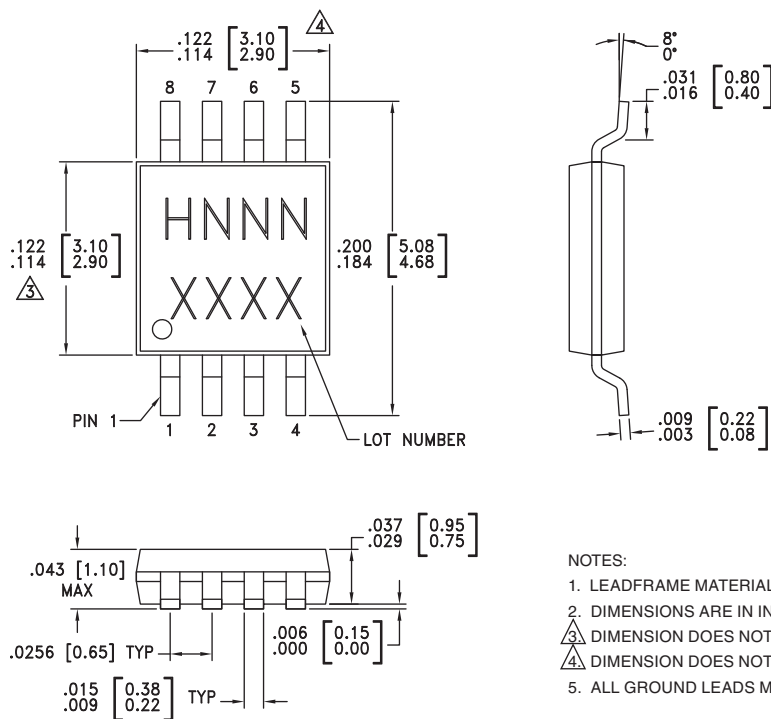 4
.122 [3.10]
.114 [2.90]
8 7 6 5
8°
0°
.031 [0.80]
.016 [0.40]
HNNN
XXXX
.122 [3.10]
.114 [2.90]
3
.200 [5.08]
.184 [4.68]
PIN 1
1 2 3 4
LOT NUMBER
.009 [0.22]
.003 [0.08]
.037 [0.95]
.029 [0.75]
.043 [1.10]
MAX
.0256 [0.65] TYP
.006 [0.15]
.000 [0.00]
.015 [0.38] TYP
.009 [0.22]
NOTES:
1. LEADFRAME MATERIAL
2. DIMENSIONS ARE IN IN
3. DIMENSION DOES NOT
4. DIMENSION DOES NOT
5. ALL GROUND LEADS M